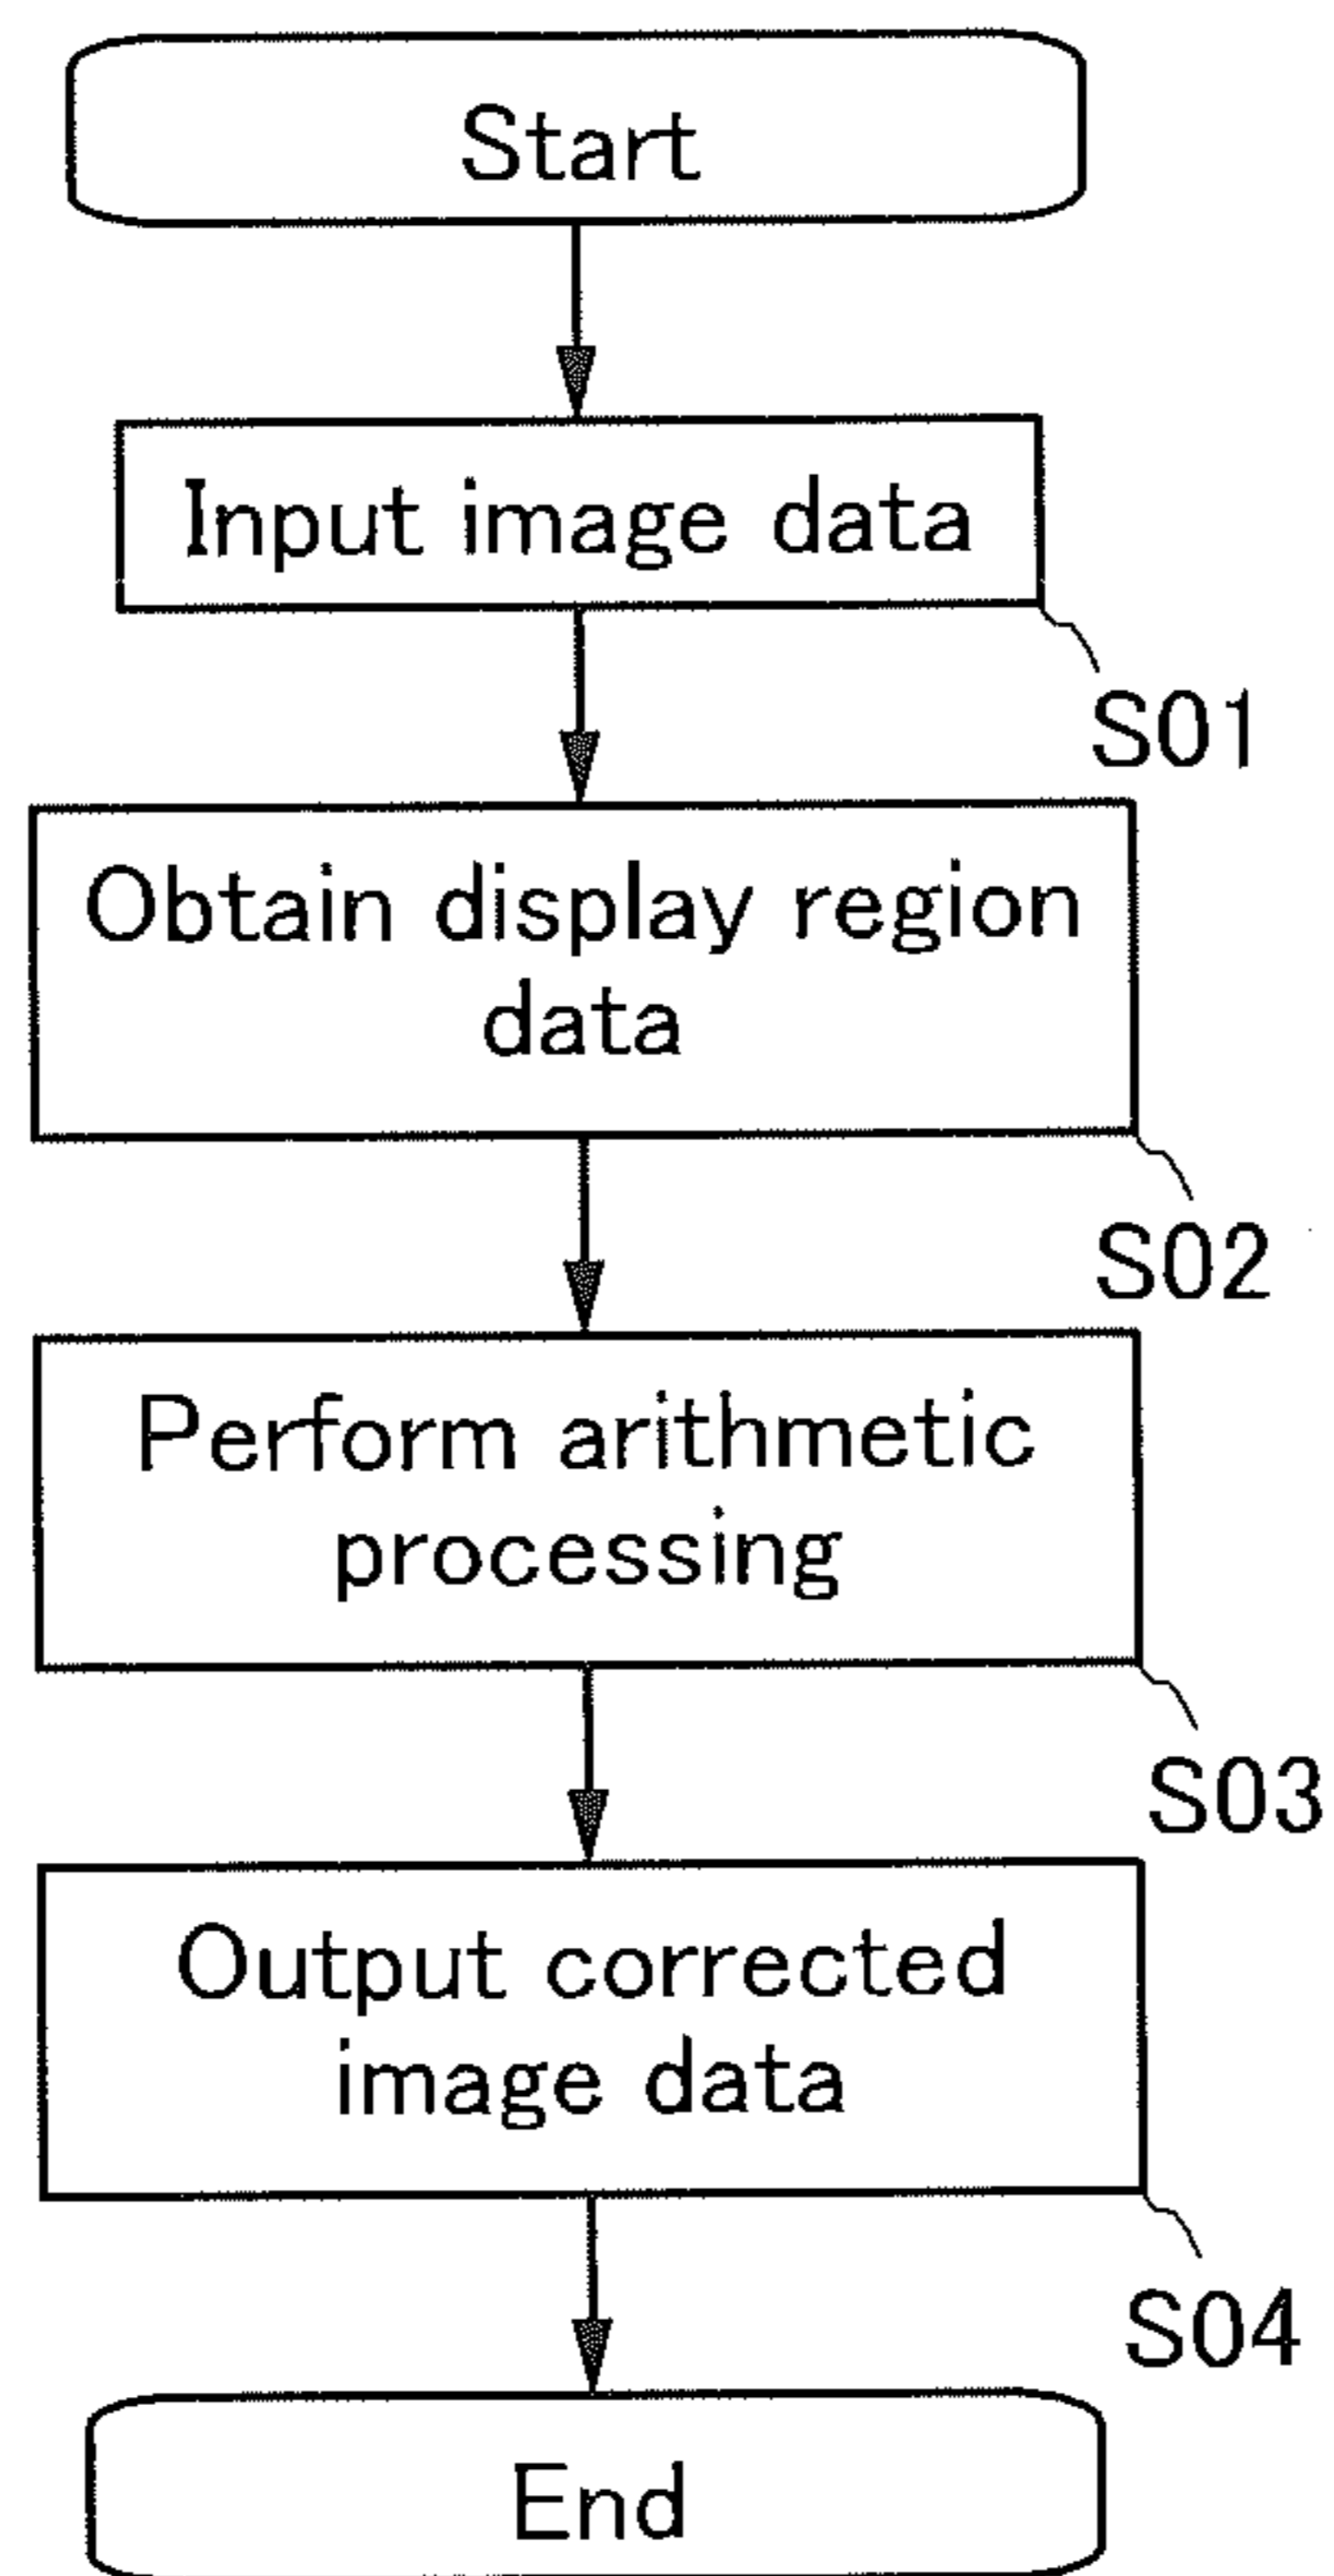 Start
Input image data
S01
Obtain display region
data
S02
Perform arithmetic
processing
S03
Output corrected
image data
S04
End